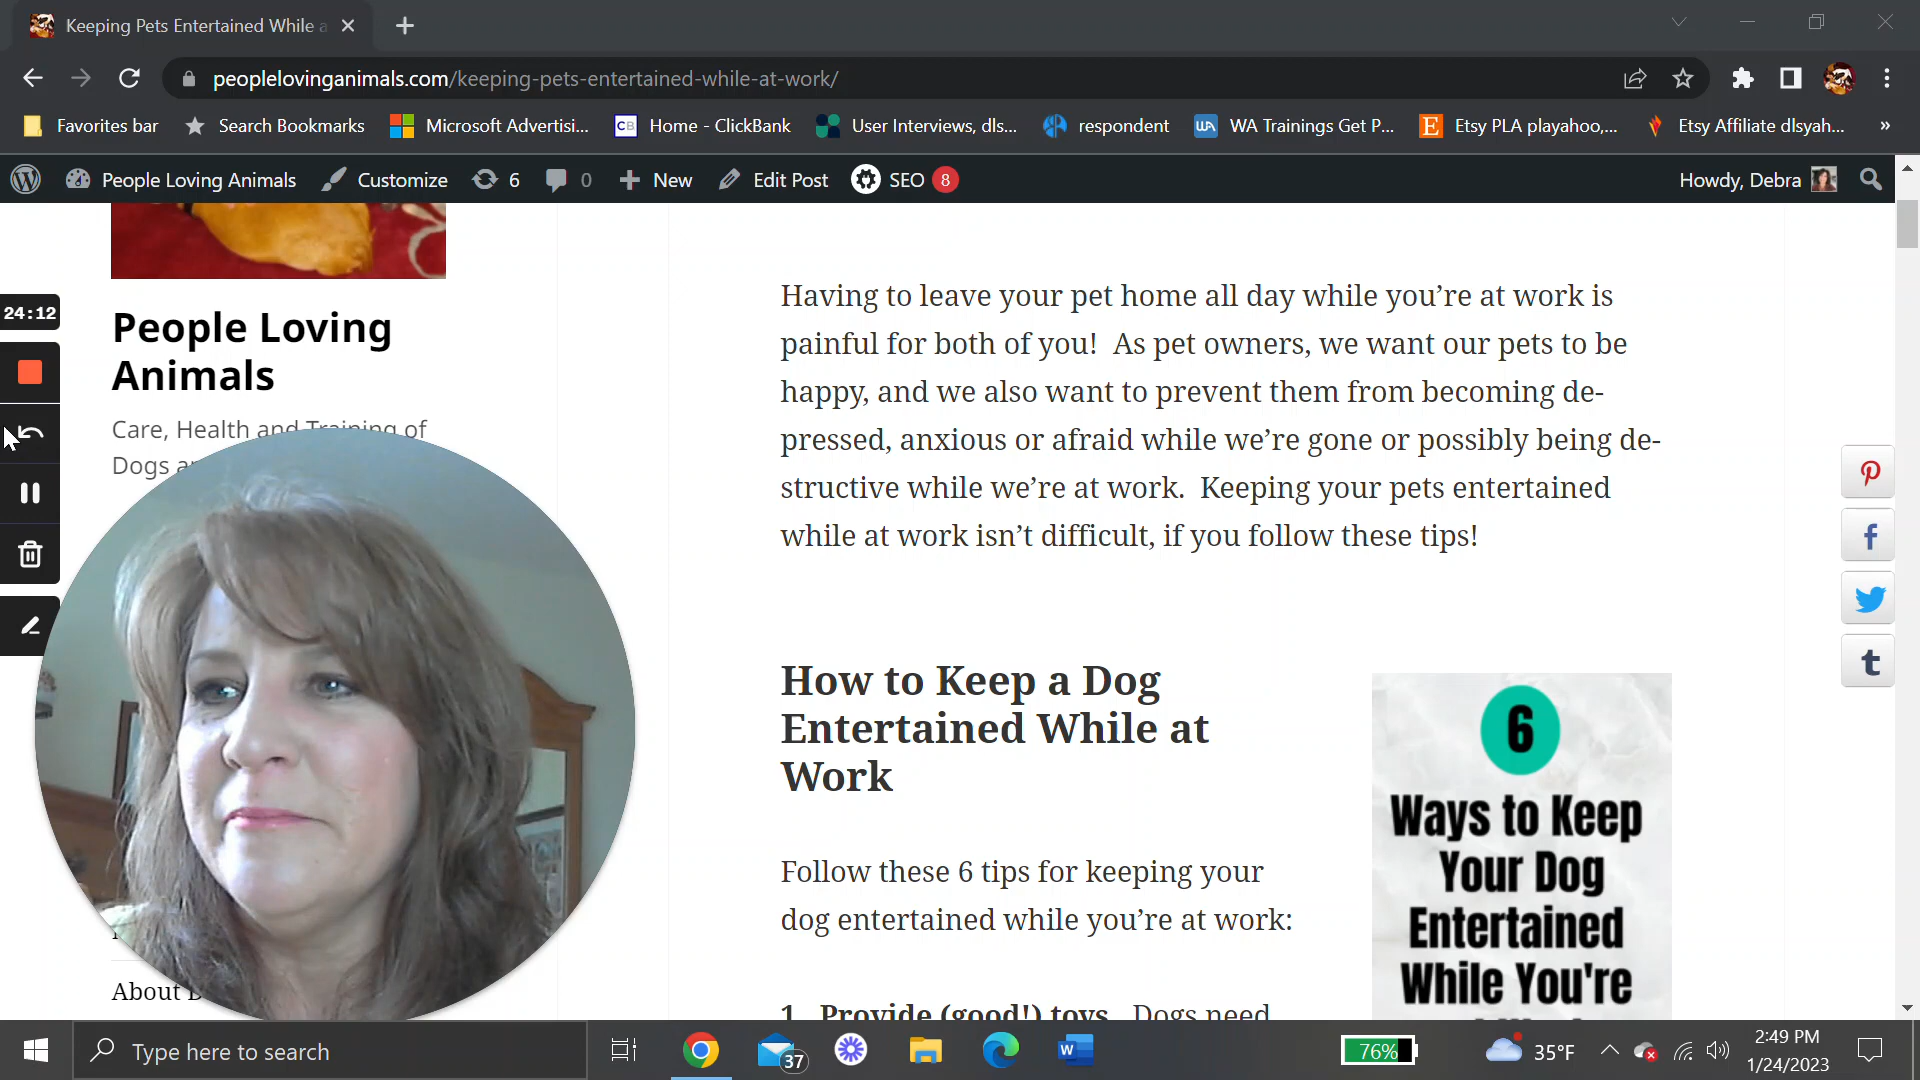 Keeping Pets Entertained While a
peoplelovinganimals.com/keeping-pets-entertained-while-at-work/
Favorites bar
Search Bookmarks
Microsoft Advertisi...
CB Home - ClickBank
User Interviews, dls...
respondent
WA WA Trainings Get P...
E Etsy PLA playahoo,...
Etsy Affiliate dlsyah...
»
People Loving Animals
Customize
6
0
New
Edit Post
SEO 8
Howdy, Debra
24:12
People Loving
Animals
Care, Health and Training of
Dogs
About
Having to leave your pet home all day while you’re at work is
painful for both of you! As pet owners, we want our pets to be
happy, and we also want to prevent them from becoming de-
pressed, anxious or afraid while we’re gone or possibly being de-
structive while we’re at work. Keeping your pets entertained
while at work isn’t difficult, if you follow these tips!
How to Keep a Dog
Entertained While at
Work
Follow these 6 tips for keeping your
dog entertained while you’re at work:
1. Provide (good!) toys. Dogs need
6
Ways to Keep
Your Dog
Entertained
While You're
f
t
Type here to search
37
W
76%
35°F
2:49 PM
1/24/2023